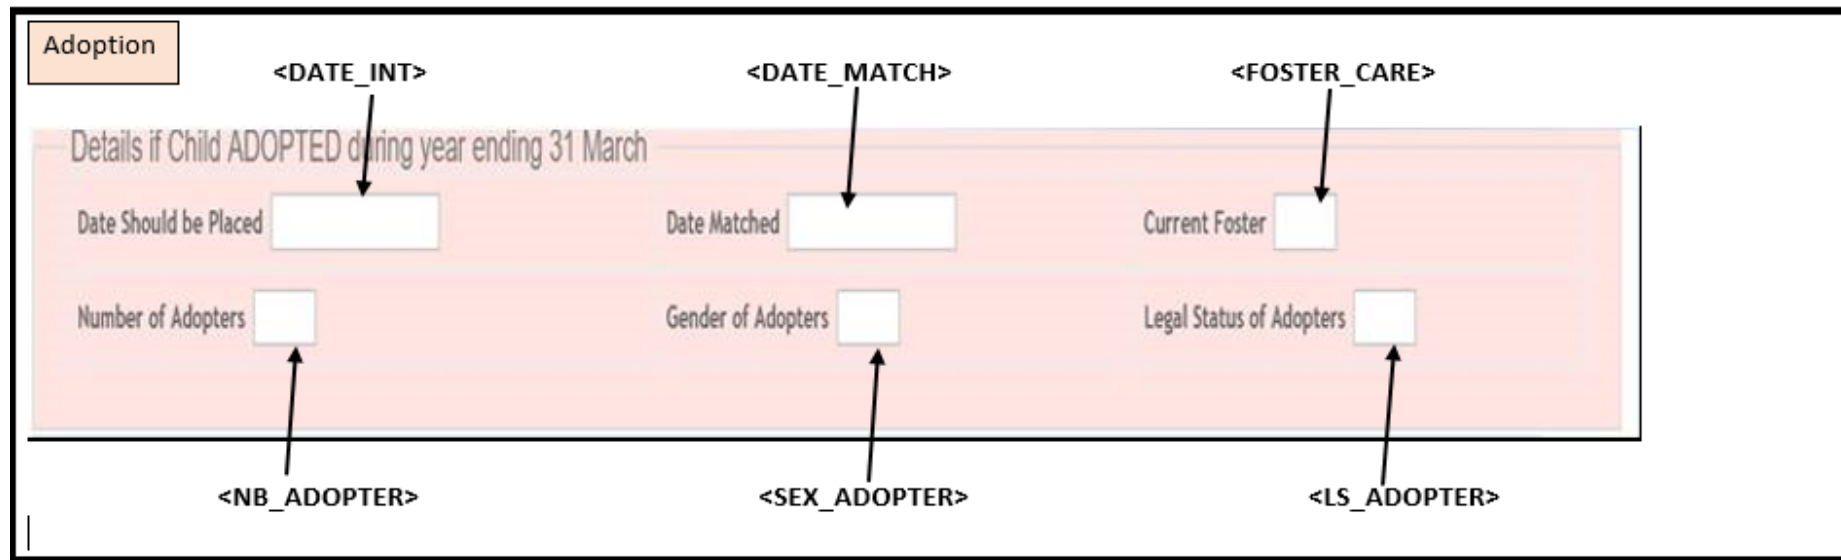 Adoption
<DATE_INT> <DATE_MATCH> <FOSTER_CARE>
Details if Child ADOPTED during year ending 31 March
Date Should be Placed Date Matched Current Foster
Number of Adopters Gender of Adopters Legal Status of Adopters
<NB_ADOPTER> <SEX_ADOPTER> <LS_ADOPTER>